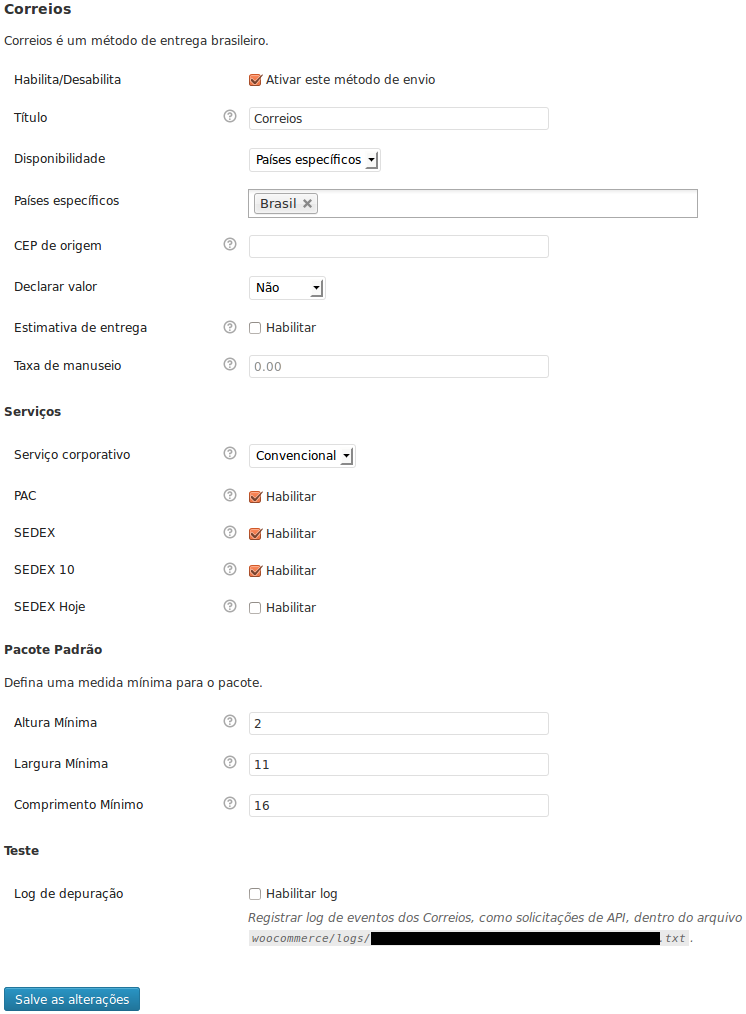 Correios
Correios é um método de entrega brasileiro.
Habilita/Desabilita Ativar este método de envio
Título ? Correios
Disponibilidade Países específicos
Países específicos Brasil ×
CEP de origem ?
Declarar valor Não
Estimativa de entrega ? Habilitar
Taxa de manuseio ? 0.00
Serviços
Serviço corporativo ? Convencional
PAC ? Habilitar
SEDEX ? Habilitar
SEDEX 10 ? Habilitar
SEDEX Hoje ? Habilitar
Pacote Padrão
Defina uma medida mínima para o pacote.
Altura Mínima ? 2
Largura Mínima ? 11
Comprimento Mínimo ? 16
Teste
Log de depuração Habilitar log
Registrar log de eventos dos Correios, como solicitações de API, dentro do arquivo
woocommerce/logs/ .txt.
Salve as alterações